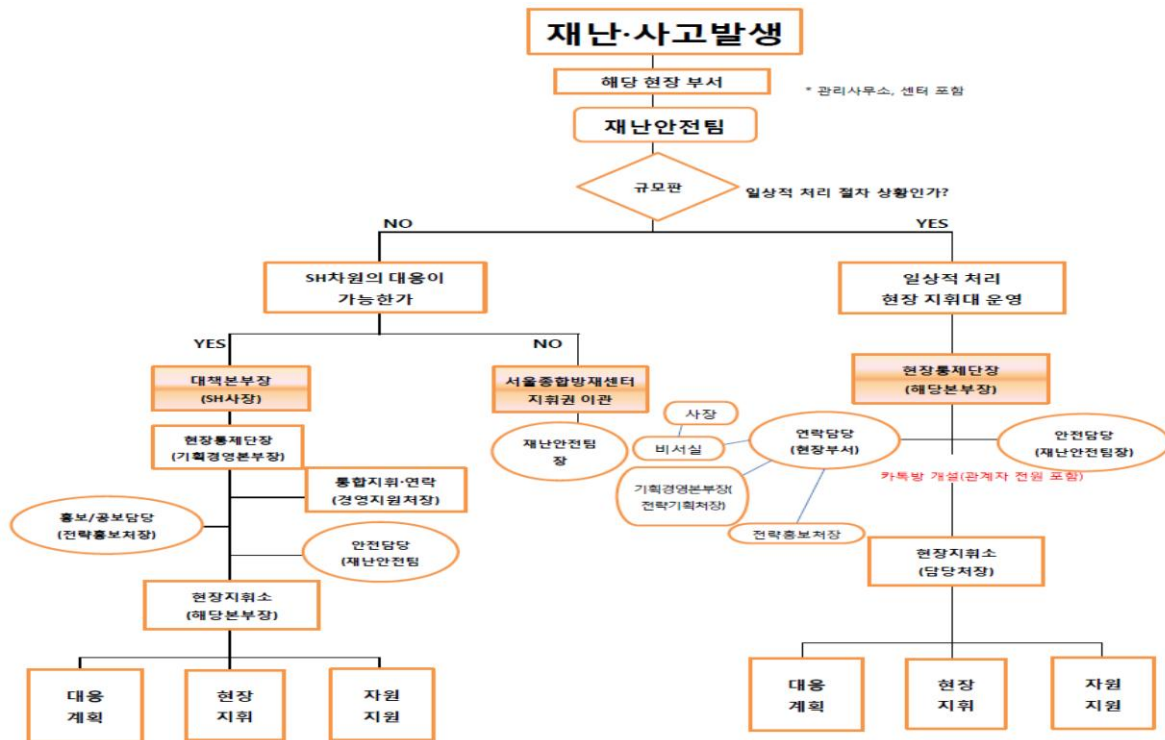 재난·사고발생
해당 현장 부서
* 관리사무소, 센터 포함
재난안전팀
규모판
일상적 처리 절차 상황인가?
NO
YES
SH차원의 대응이
가능한가
일상적 처리
현장 지휘대 운영
YES
NO
대책본부장
(SH사장)
서울종합방재센터
지휘권 이관
현장통제단장
(해당본부장)
현장통제단장
(기획경영본부장)
재난안전팀
장
사장
비서실
연락담당
(현장부서)
안전담당
(재난안전팀장)
통합지휘·연락
(경영지원처장)
카톡방 개설(관계자 전원 포함)
기획경영본부장(
전략기획처장)
홍보/공보담당
(전략홍보처장)
전략홍보처장
안전담당
(재난안전팀
현장지휘소
(담당처장)
현장지휘소
(해당본부장)
대응
계획
현장
지휘
자원
지원
대응
계획
현장
지휘
자원
지원